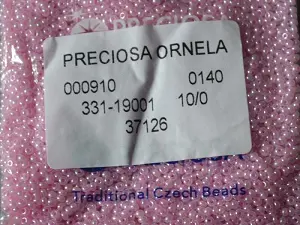 PRECIOSA ORNELA
000910 0140
331-19001 10/0
37126
Traditional Czech Beads